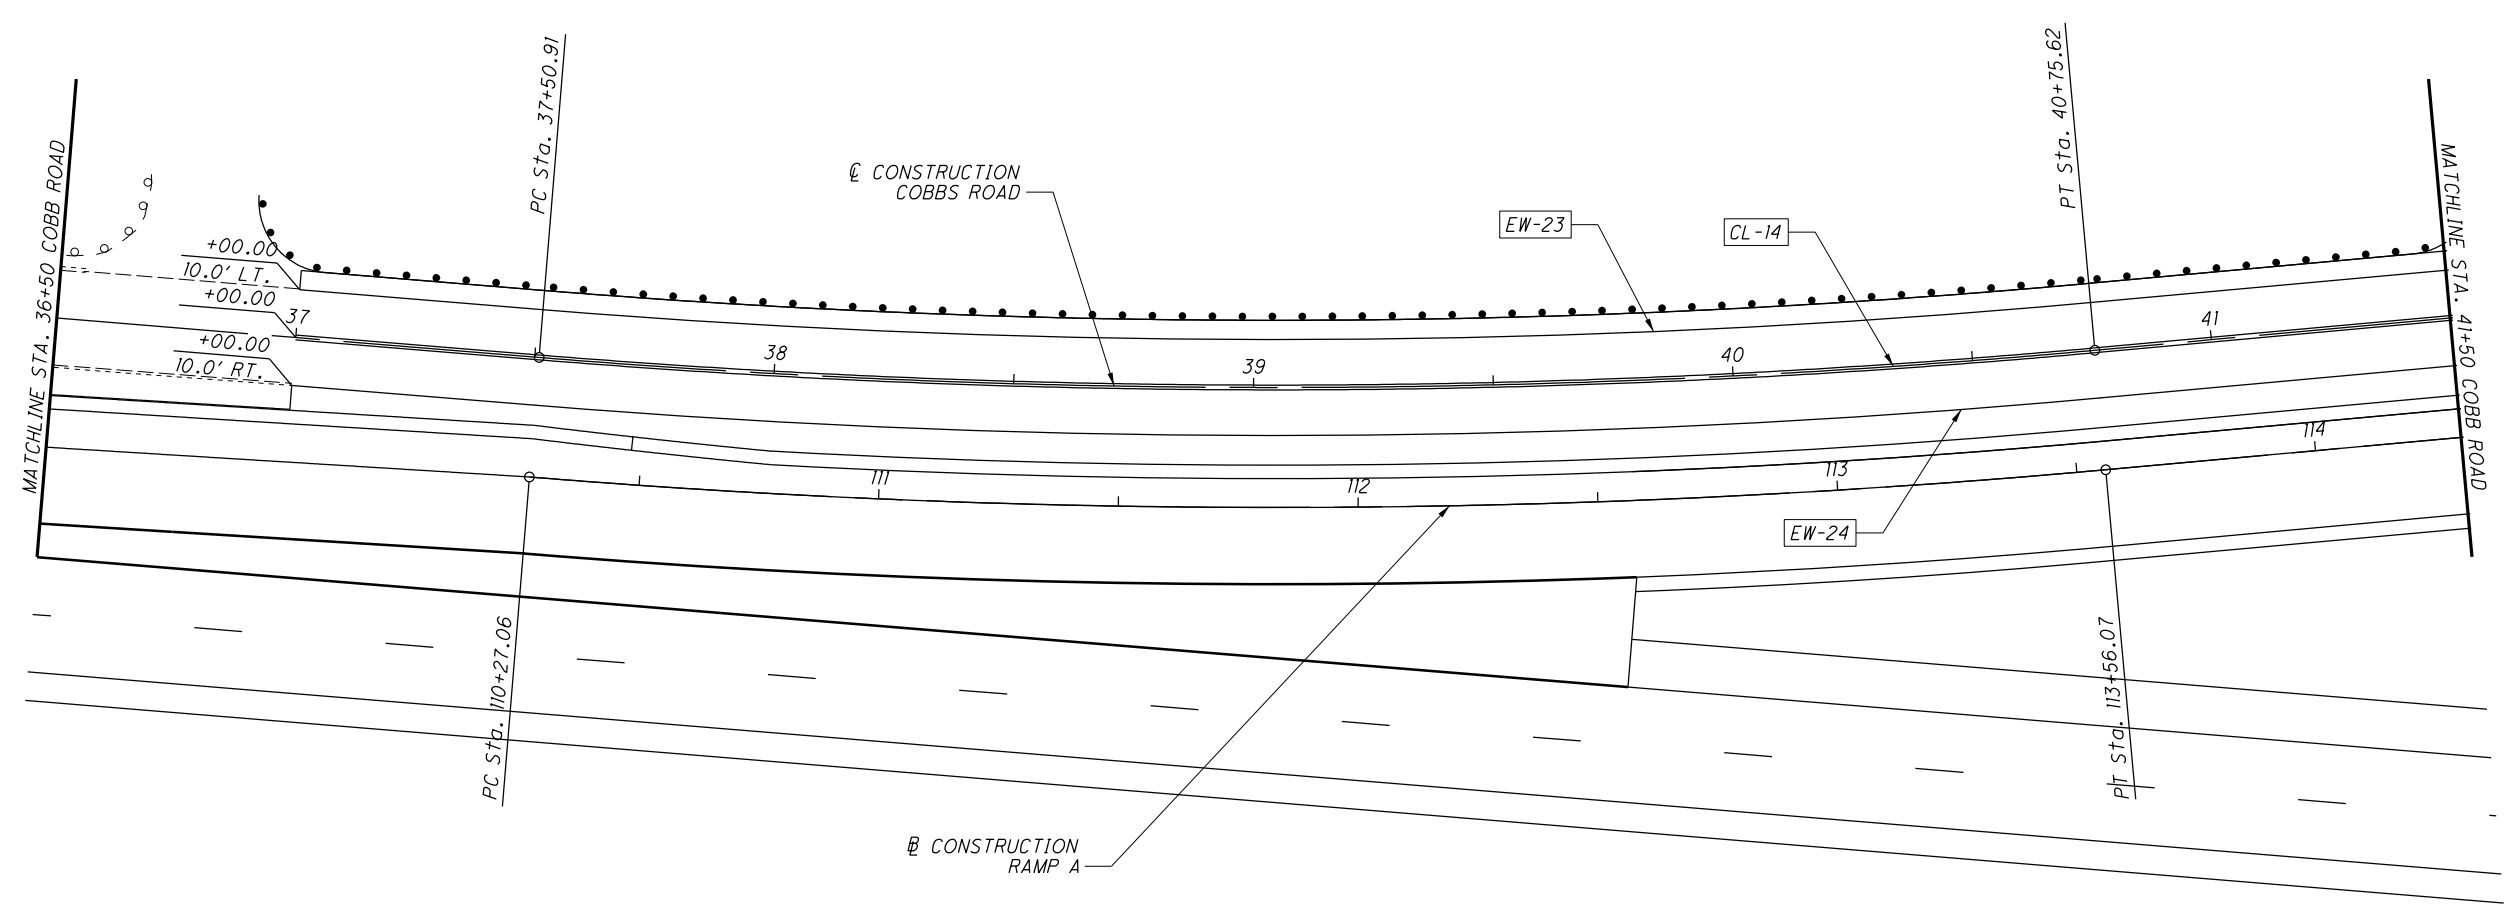 MATCHLINE STA. 36+50 COBB ROAD
PC Sta. 37+50.91
PT Sta. 40+75.62
MATCHLINE STA. 41+50 COBB ROAD
℄ CONSTRUCTION
COBBS ROAD
EW-23
CL-14
+00.00
10.0' LT.
+00.00
+00.00
10.0' RT.
37
38
39
40
41
111
112
113
114
EW-24
PC Sta. 110+27.06
PT Sta. 113+56.07
BL CONSTRUCTION
RAMP A